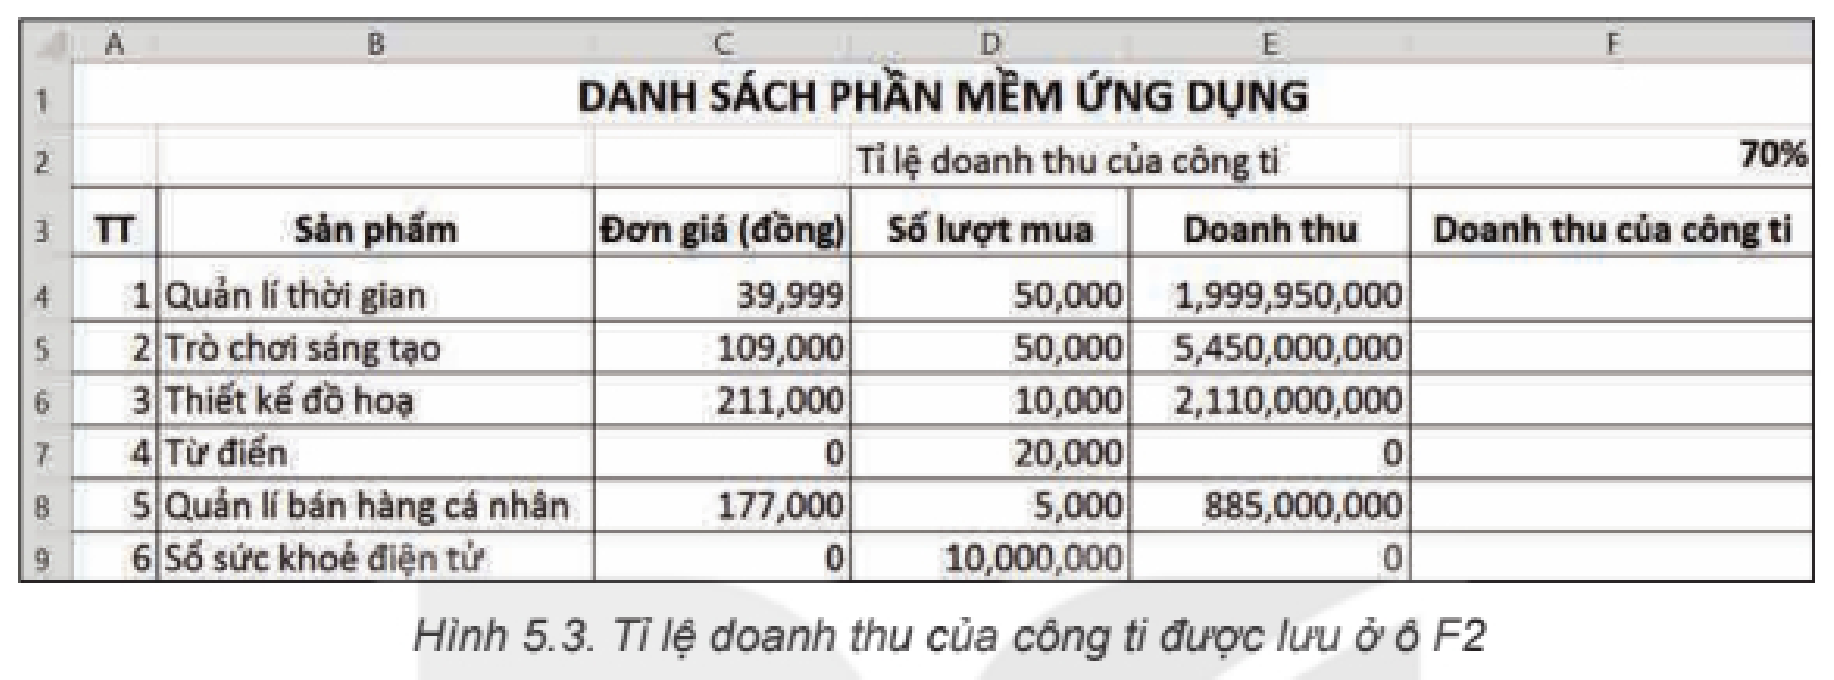 A B C D E F
1 DANH SÁCH PHẦN MỀM ỨNG DỤNG
2 Tỉ lệ doanh thu của công ti 70%
3 TT Sản phẩm Đơn giá (đồng) Số lượt mua Doanh thu Doanh thu của công ti
4 1 Quản lí thời gian 39,999 50,000 1,999,950,000
5 2 Trò chơi sáng tạo 109,000 50,000 5,450,000,000
6 3 Thiết kế đồ hoạ 211,000 10,000 2,110,000,000
7 4 Từ điển 0 20,000 0
8 5 Quản lí bán hàng cá nhân 177,000 5,000 885,000,000
9 6 Sổ sức khoẻ điện tử 0 10,000,000 0
Hình 5.3. Tỉ lệ doanh thu của công ti được lưu ở ô F2